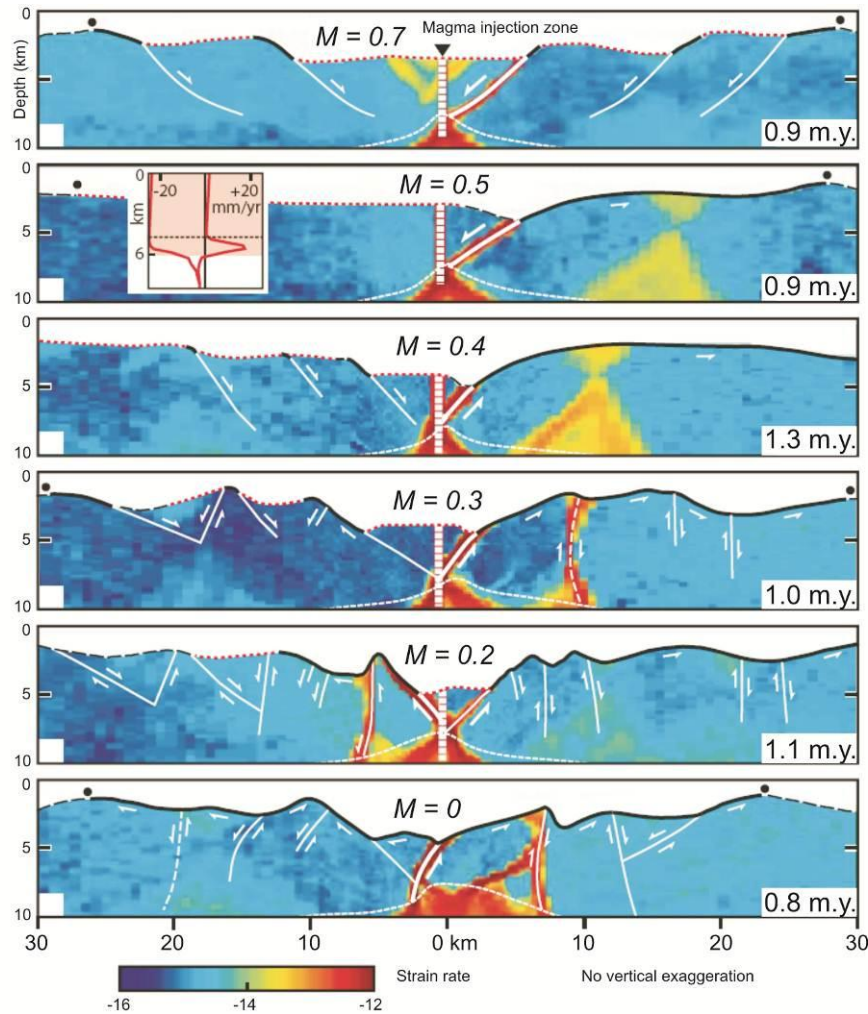 M = 0.7
Magma injection zone
0
Depth (km)
5
10
0.9 m.y.
0
M = 0.5
0
-20
+20
km
mm/yr
6
5
10
0.9 m.y.
0
M = 0.4
5
10
1.3 m.y.
0
M = 0.3
5
10
1.0 m.y.
0
M = 0.2
5
10
1.1 m.y.
0
M = 0
5
10
0.8 m.y.
30 20 10 0 km 10 20 30
Strain rate
No vertical exaggeration
-16 -14 -12